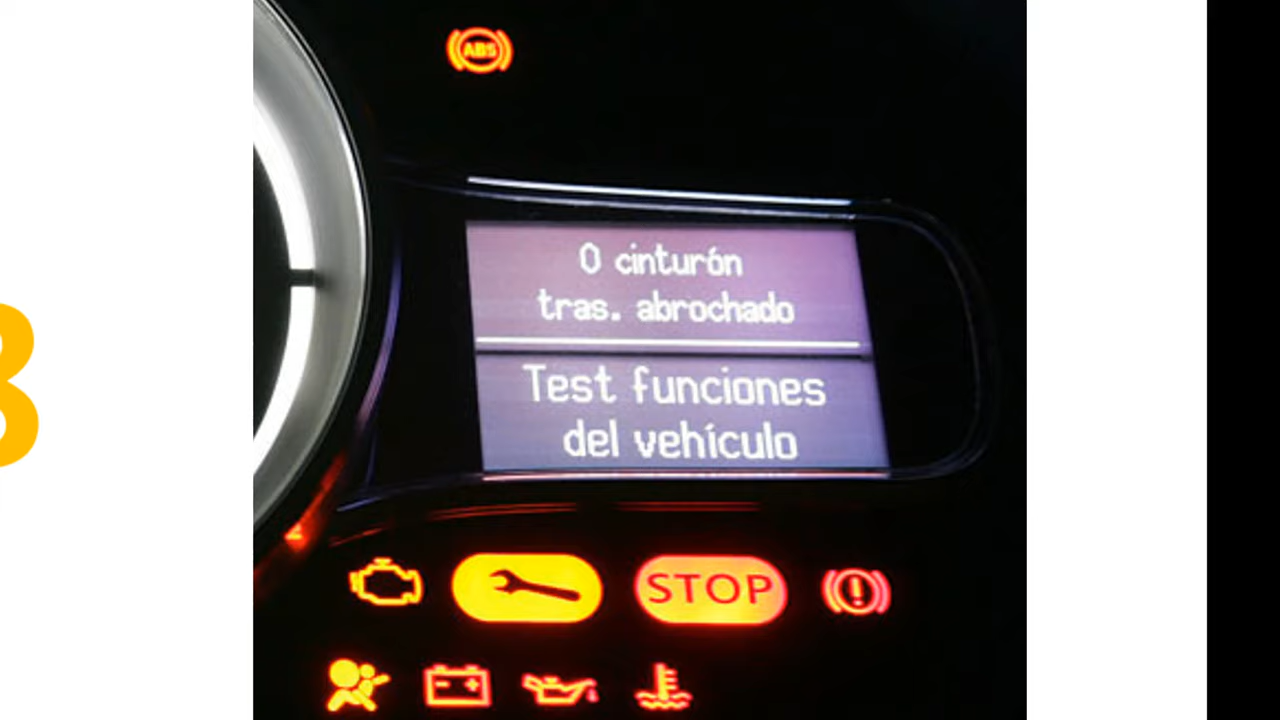 ABS
0 cinturón
tras. abrochado
Test funciones
del vehículo
STOP